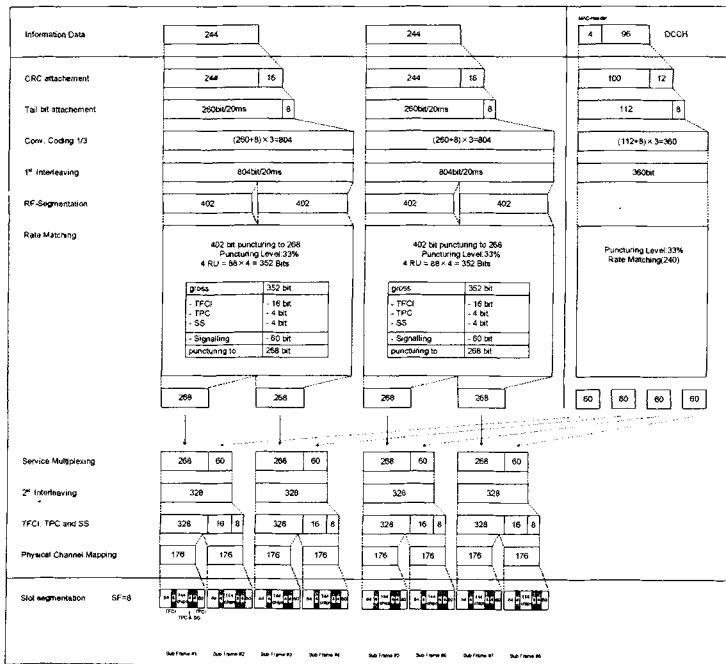 MAC-Header
Information Data 244 244 4 96 DCCH
CRC attachement 244 16 244 16 100 12
Tail bit attachement 260bit/20ms 8 260bit/20ms 8 112 8
Conv. Coding 1/3 (260+8)×3=804 (260+8)×3=804 (112+8)×3=360
1st Interleaving 804bit/20ms 804bit/20ms 360bit
RF-Segmentation 402 402 402 402
Rate Matching
402 bit puncturing to 268
Puncturing Level:33%
4 RU = 88×4 = 352 Bits
gross 352 bit
- TFCI - 16 bit
- TPC - 4 bit
- SS - 4 bit
- Signalling - 60 bit
puncturing to 268 bit
402 bit puncturing to 268
Puncturing Level:33%
4 RU = 88×4 = 352 Bits
gross 352 bit
- TFCI - 16 bit
- TPC - 4 bit
- SS - 4 bit
- Signalling - 60 bit
puncturing to 268 bit
Puncturing Level:33%
Rate Matching(240)
268 268 268 268 60 60 60 60
Service Multiplexing 268 60 268 60 268 60 268 60
2nd Interleaving 328 328 328 328
TFCI, TPC and SS 328 16 8 328 16 8 328 16 8 328 16 8
Physical Channel Mapping 176 176 176 176 176 176 176 176
Slot segmentation SF=8
TFCI TFCI
TPC & SS
Sub Frame #1 Sub Frame #2 Sub Frame #3 Sub Frame #4 Sub Frame #5 Sub Frame #6 Sub Frame #7 Sub Frame #8